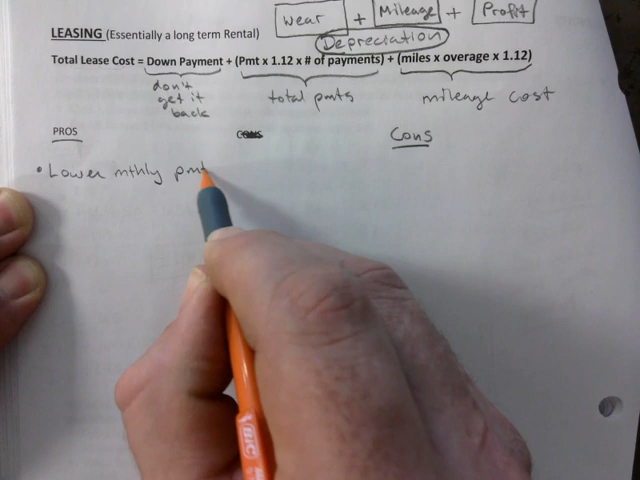 Wear + Mileage + Profit
LEASING (Essentially a long term Rental)
Depreciation
Total Lease Cost = Down Payment + (Pmt x 1.12 x # of payments) + (miles x overage x 1.12)
don't get it back
total pmts
mileage cost
PROS
CONS
Cons
• Lower mthly pmt
BIC